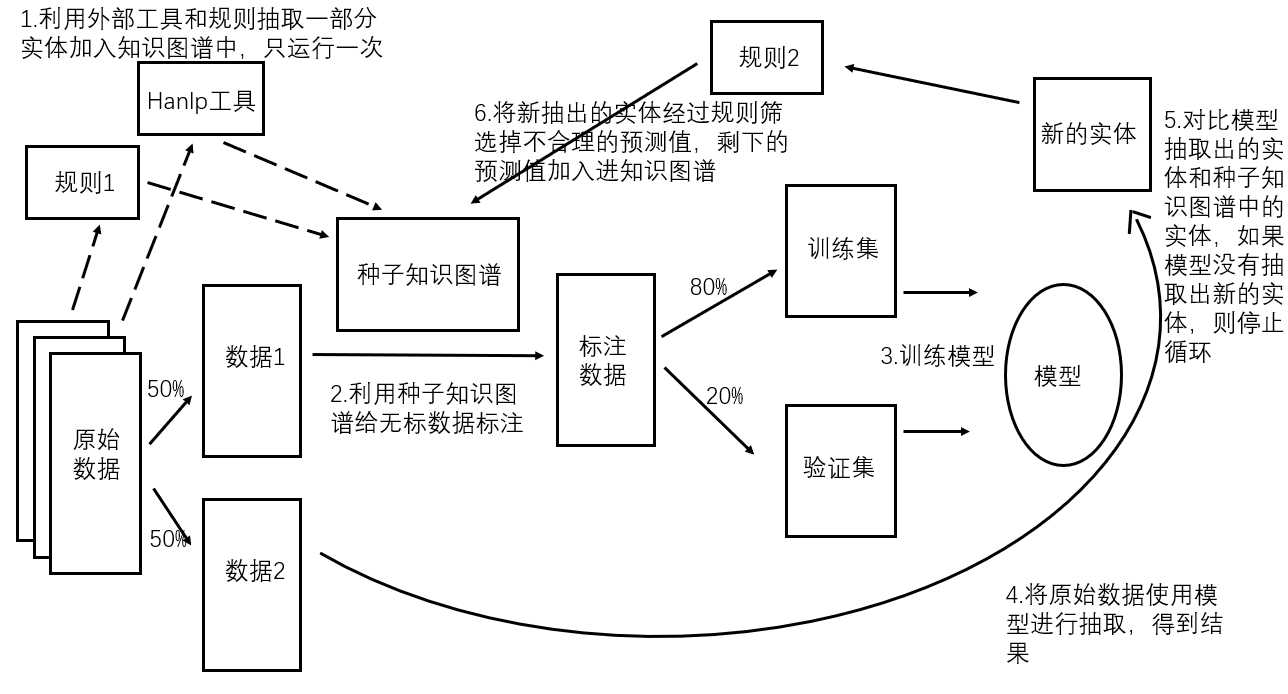 1.利用外部工具和规则抽取一部分
实体加入知识图谱中，只运行一次
Hanlp工具
规则1
规则2
6.将新抽出的实体经过规则筛
选掉不合理的预测值，剩下的
预测值加入进知识图谱
新的实体
5.对比模型
抽取出的实
体和种子知
识图谱中的
实体，如果
模型没有抽
取出新的实
体，则停止
循环
种子知识图谱
训练集
80%
数据1
标注
数据
3.训练模型
模型
50%
2.利用种子知识图
谱给无标数据标注
20%
原始
数据
验证集
50%
数据2
4.将原始数据使用模
型进行抽取，得到结
果